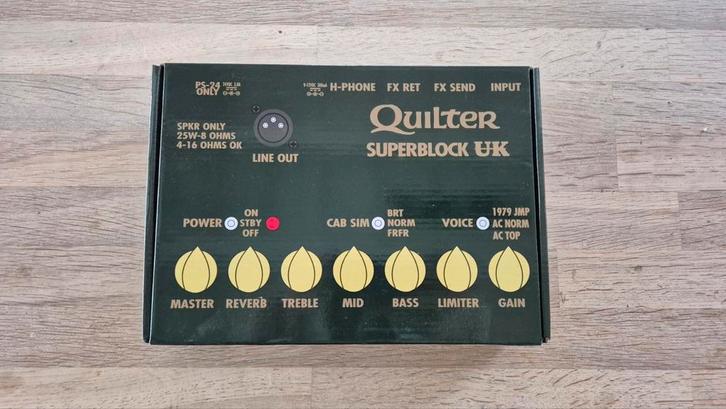 PS-24 ONLY
H-PHONE FX RET FX SEND INPUT
SPKR ONLY
25W-8 OHMS
4-16 OHMS OK
LINE OUT
QUILTER
SUPERBLOCK UK
POWER
ON
STBY
OFF
CAB SIM
BRT
NORM
FRFR
VOICE
1979 JMP
AC NORM
AC TOP
MASTER REVERB TREBLE MID BASS LIMITER GAIN